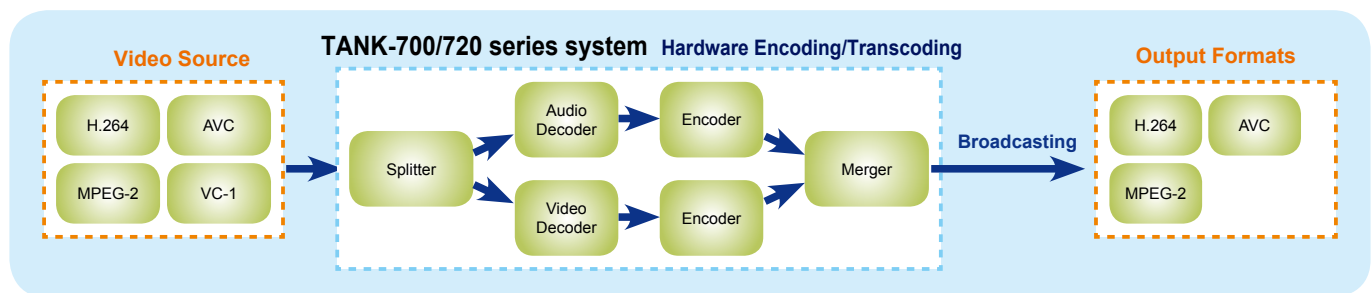 Video Source
H.264
AVC
MPEG-2
VC-1
TANK-700/720 series system Hardware Encoding/Transcoding
Splitter
Audio
Decoder
Encoder
Video
Decoder
Encoder
Merger
Broadcasting
Output Formats
H.264
AVC
MPEG-2